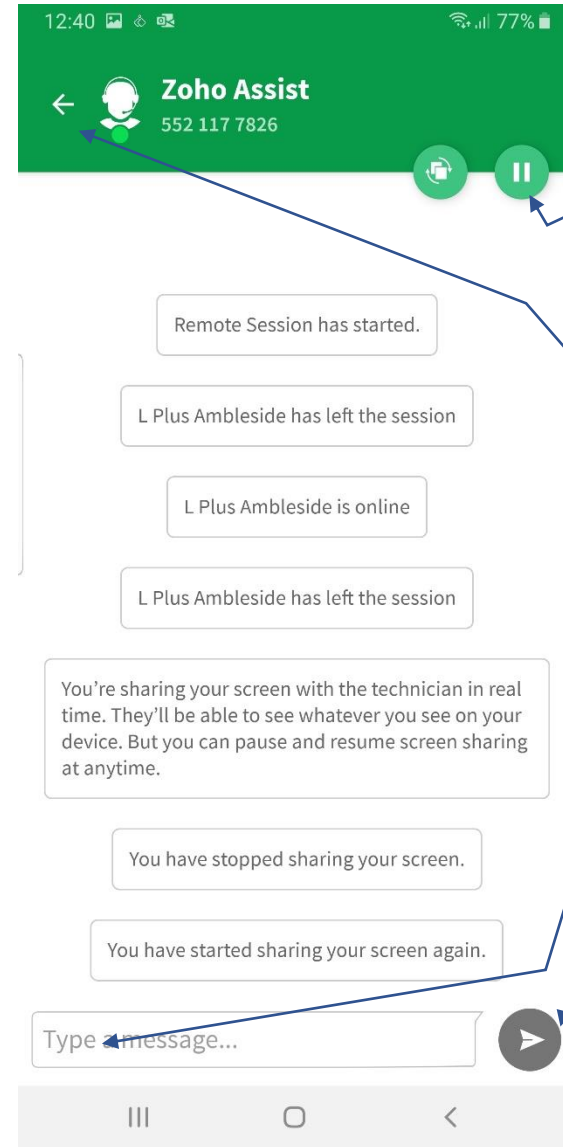 12:40 77%
Zoho Assist
552 117 7826
Remote Session has started.
L Plus Ambleside has left the session
L Plus Ambleside is online
L Plus Ambleside has left the session
You’re sharing your screen with the technician in real
time. They’ll be able to see whatever you see on your
device. But you can pause and resume screen sharing
at anytime.
You have stopped sharing your screen.
You have started sharing your screen again.
Type a message...